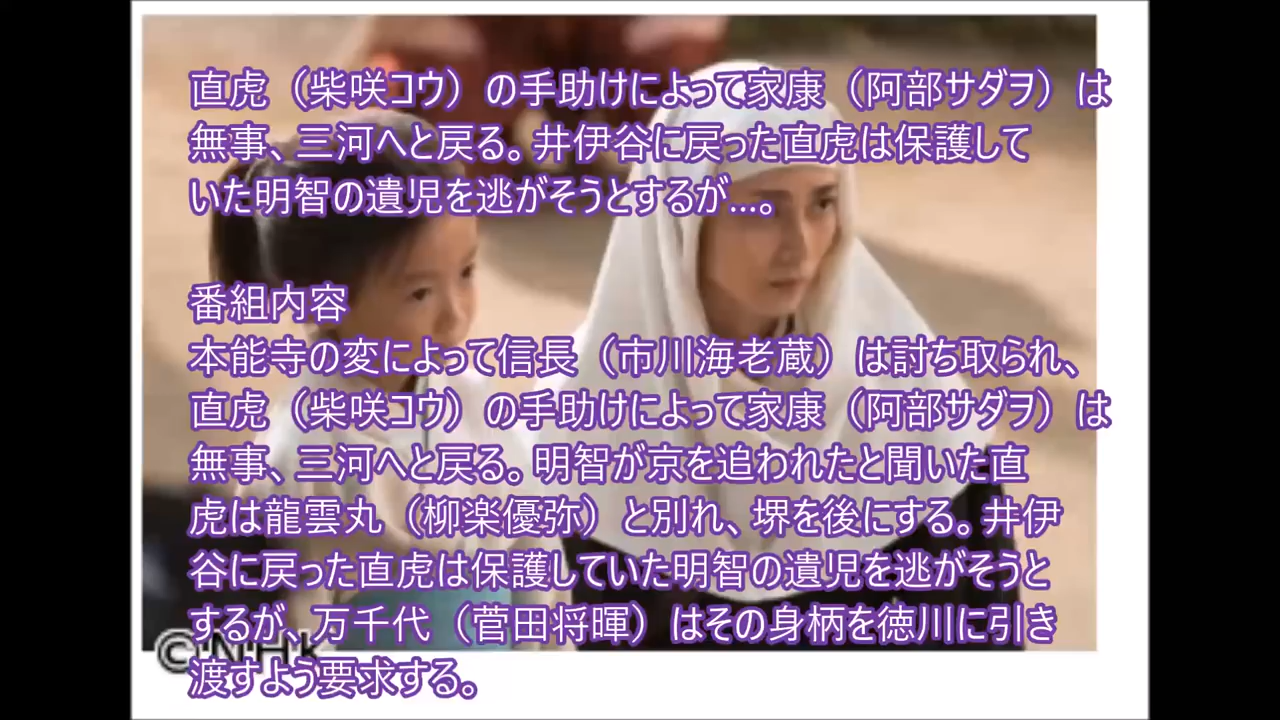 直虎（柴咲コウ）の手助けによって家康（阿部サダヲ）は
無事、三河へと戻る。井伊谷に戻った直虎は保護して
いた明智の遺児を逃がそうとするが…。
番組内容
本能寺の変によって信長（市川海老蔵）は討ち取られ、
直虎（柴咲コウ）の手助けによって家康（阿部サダヲ）は
無事、三河へと戻る。明智が京を追われたと聞いた直
虎は龍雲丸（柳楽優弥）と別れ、堺を後にする。井伊
谷に戻った直虎は保護していた明智の遺児を逃がそうと
するが、万千代（菅田将暉）はその身柄を徳川に引き
©NHK
渡すよう要求する。